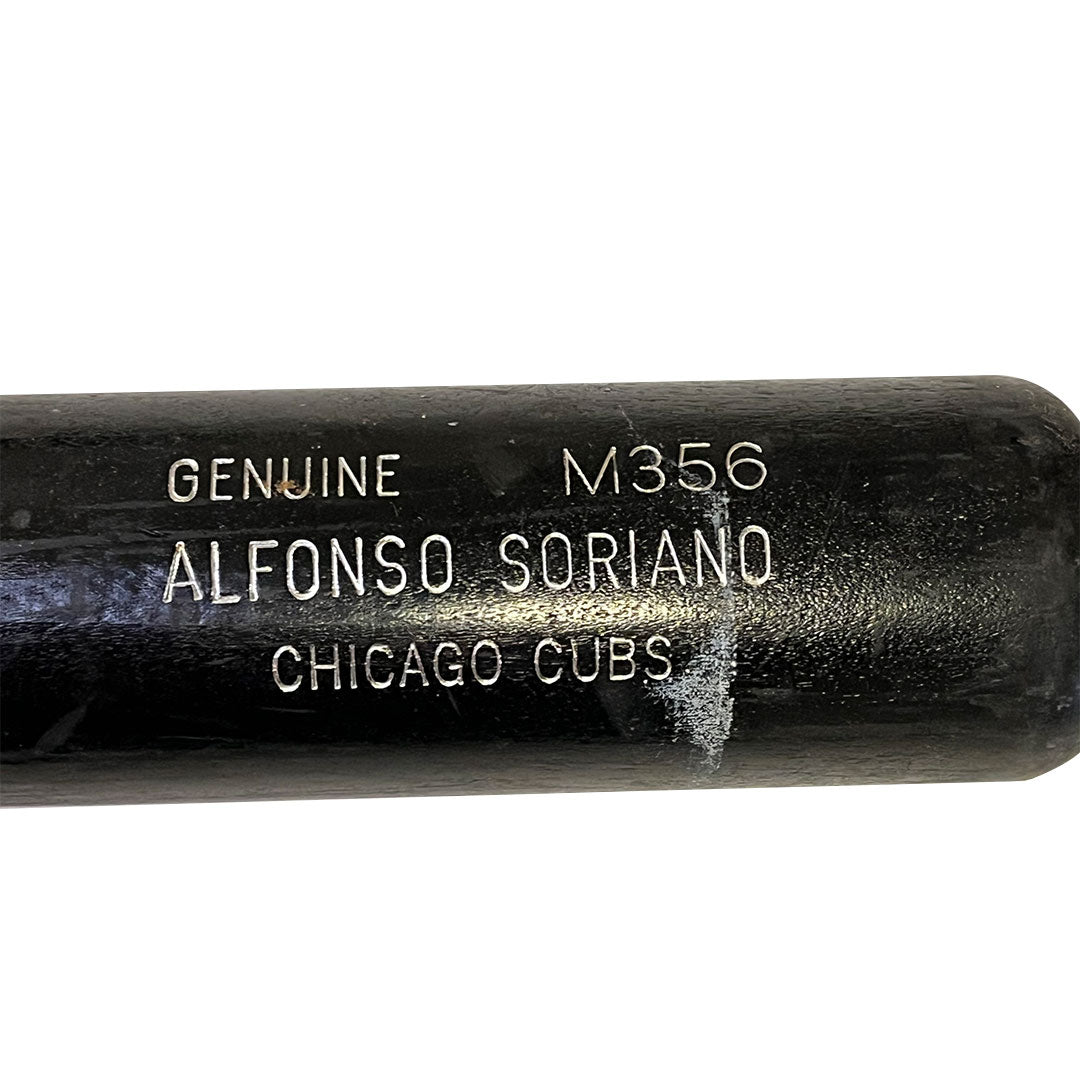 GENUINE M356
ALFONSO SORIANO
CHICAGO CUBS